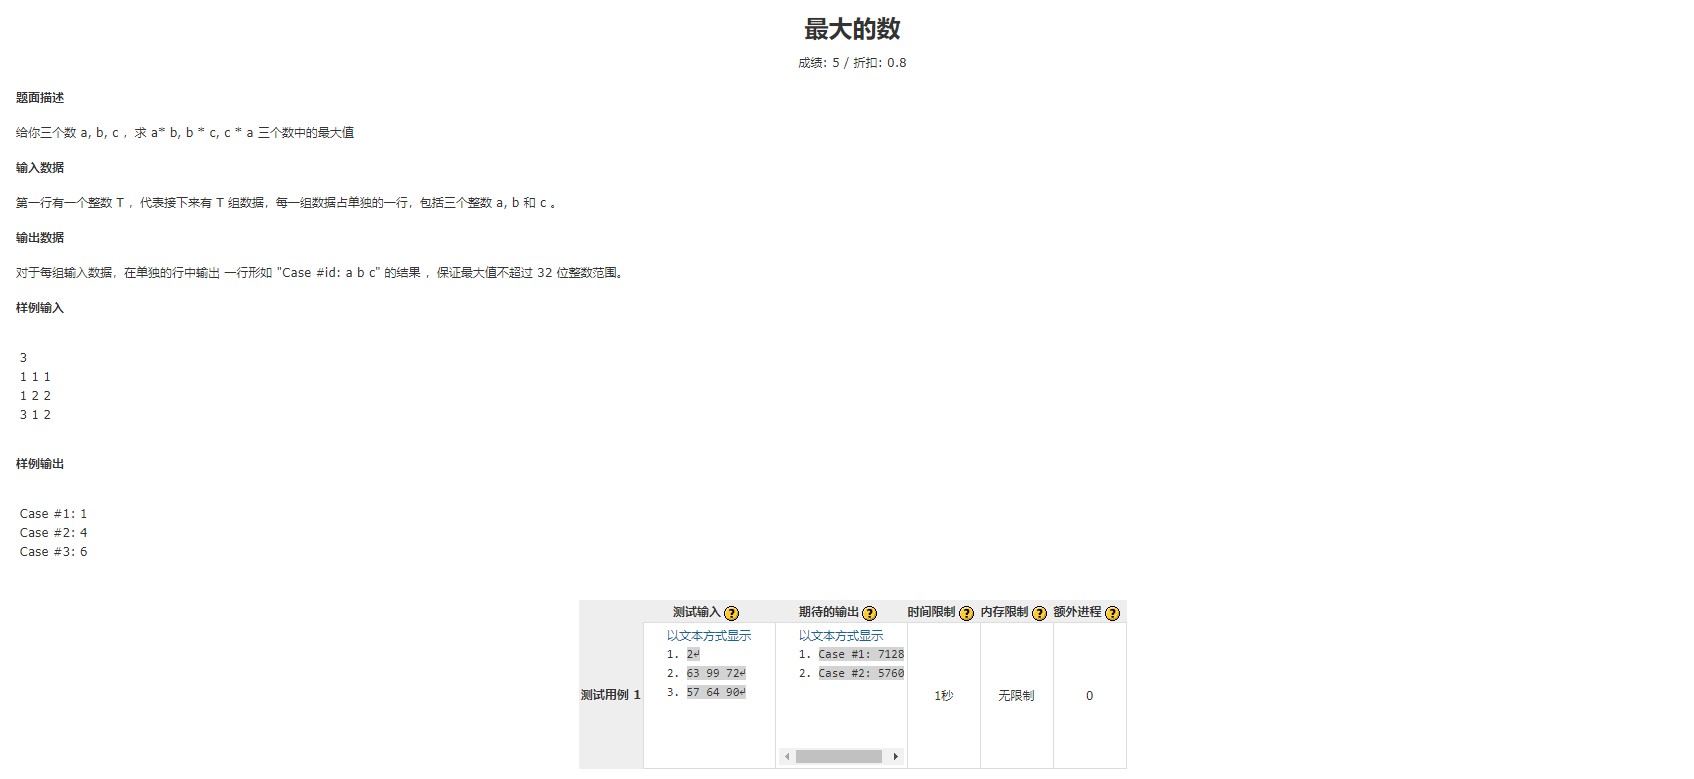 最大的数
成绩: 5 / 折扣: 0.8
题面描述
给你三个数 a, b, c ，求 a* b, b * c, c * a 三个数中的最大值
输入数据
第一行有一个整数 T ，代表接下来有 T 组数据，每一组数据占单独的一行，包括三个整数 a, b 和 c 。
输出数据
对于每组输入数据，在单独的行中输出 一行形如 "Case #id: a b c" 的结果 ，保证最大值不超过 32 位整数范围。
样例输入
3
1 1 1
1 2 2
3 1 2
样例输出
Case #1: 1
Case #2: 4
Case #3: 6
测试输入 ? 期待的输出 ? 时间限制 ? 内存限制 ? 额外进程 ?
测试用例 1
以文本方式显示
1. 2↵
2. 63 99 72↵
3. 57 64 90↵
以文本方式显示
1. Case #1: 7128
2. Case #2: 5760
1秒
无限制
0